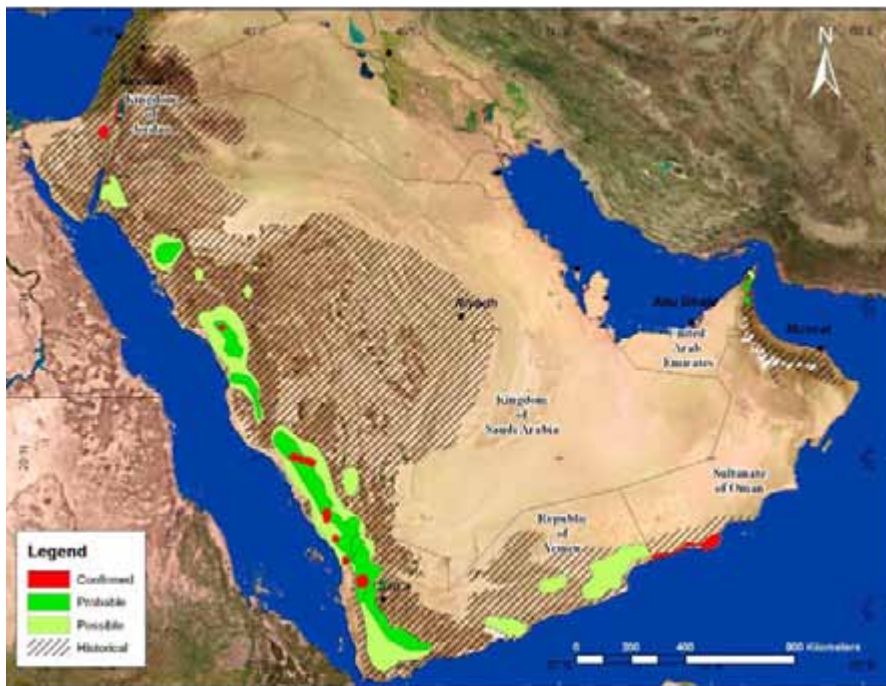 N
Kingdom
of
Jordan
Riyadh
Abu Dhabi
Muscat
United
Arab
Emirates
Kingdom
of
Saudi Arabia
Sultanate
of Oman
Republic
of
Yemen
Legend
Confirmed
Probable
Possible
Historical
0
200
400
800 Kilometers
20 N